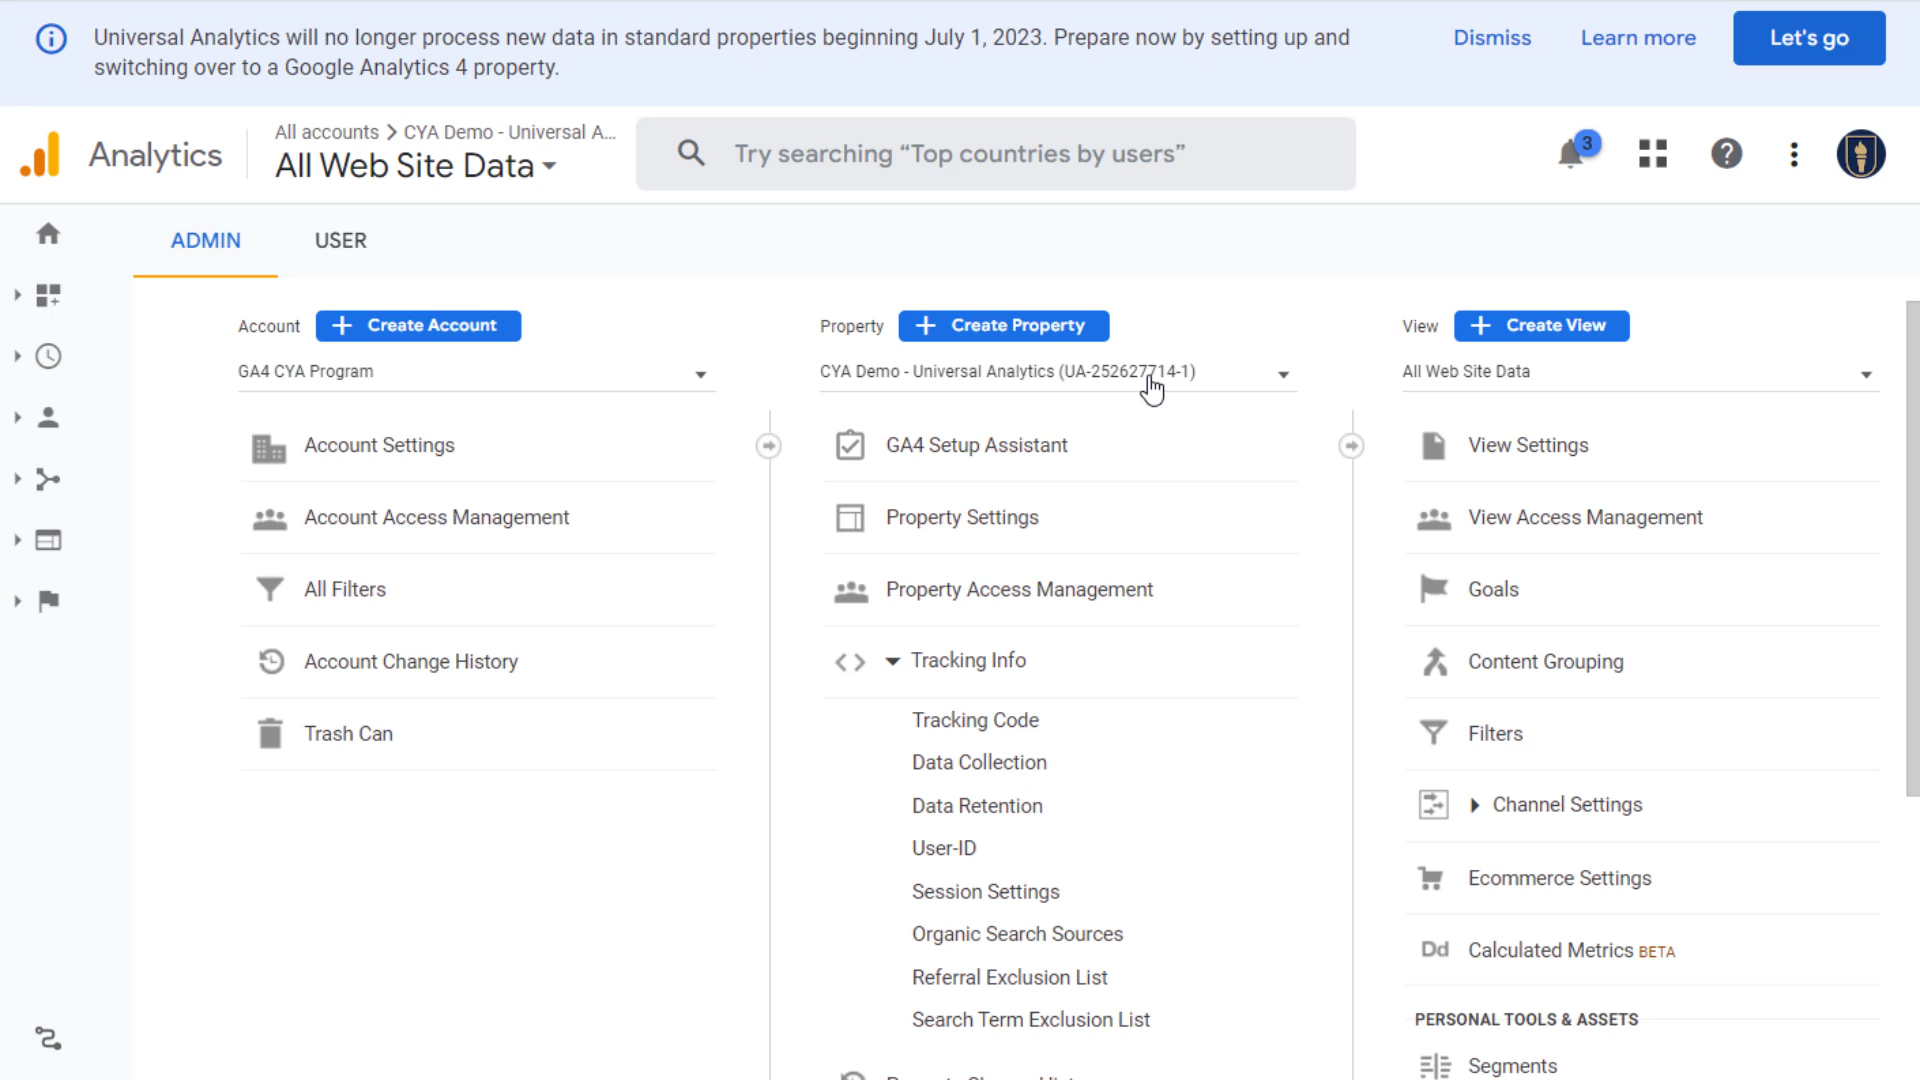 Universal Analytics will no longer process new data in standard properties beginning July 1, 2023. Prepare now by setting up and
switching over to a Google Analytics 4 property.
Dismiss
Learn more
Let's go
Analytics
All accounts > CYA Demo - Universal A...
All Web Site Data
Try searching “Top countries by users”
3
ADMIN
USER
Account
Create Account
GA4 CYA Program
Account Settings
Account Access Management
All Filters
Account Change History
Trash Can
Property
Create Property
CYA Demo - Universal Analytics (UA-252627714-1)
GA4 Setup Assistant
Property Settings
Property Access Management
Tracking Info
Tracking Code
Data Collection
Data Retention
User-ID
Session Settings
Organic Search Sources
Referral Exclusion List
Search Term Exclusion List
View
Create View
All Web Site Data
View Settings
View Access Management
Goals
Content Grouping
Filters
Channel Settings
Ecommerce Settings
Dd Calculated Metrics BETA
PERSONAL TOOLS & ASSETS
Segments